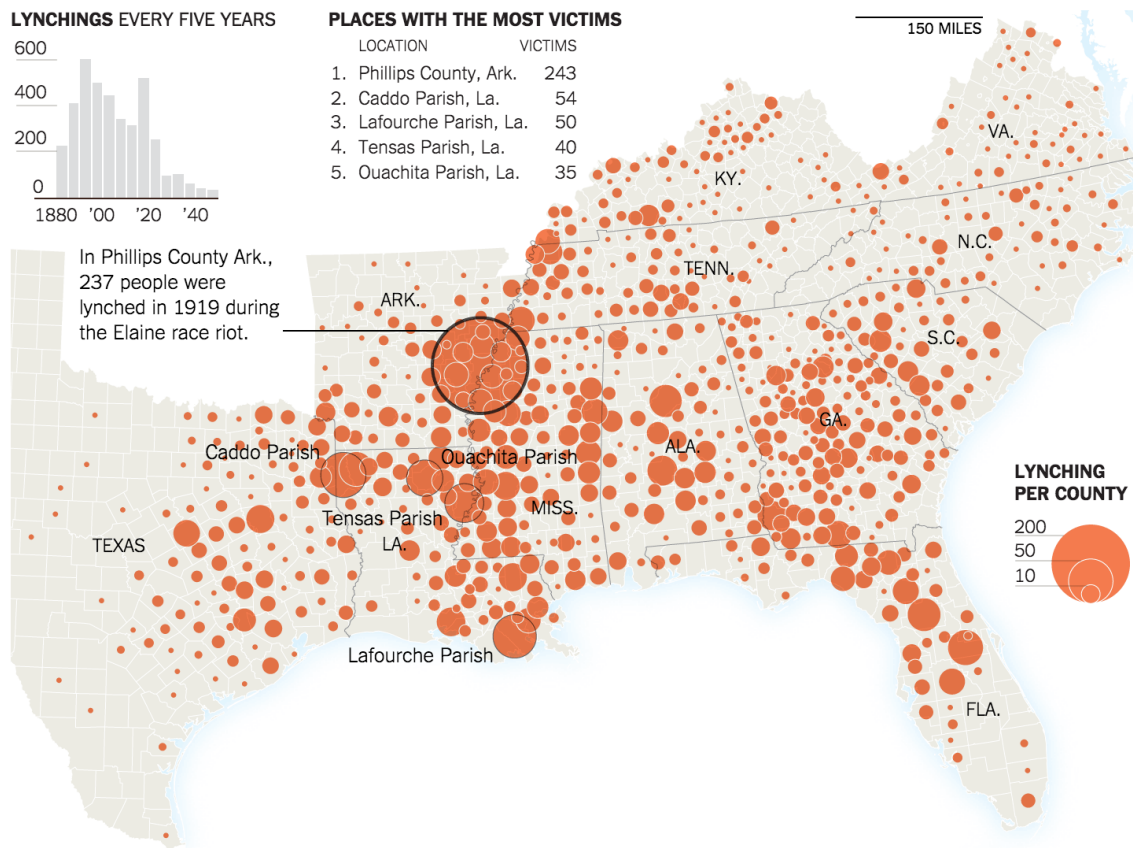 LYNCHINGS EVERY FIVE YEARS
600
400
200
0
1880 ’00 ’20 ’40
PLACES WITH THE MOST VICTIMS
LOCATION VICTIMS
1. Phillips County, Ark. 243
2. Caddo Parish, La. 54
3. Lafourche Parish, La. 50
4. Tensas Parish, La. 40
5. Ouachita Parish, La. 35
150 MILES
In Phillips County Ark.,
237 people were
lynched in 1919 during
the Elaine race riot.
VA.
KY.
N.C.
TENN.
ARK.
S.C.
GA.
ALA.
Caddo Parish
Ouachita Parish
MISS.
Tensas Parish
LA.
TEXAS
Lafourche Parish
FLA.
LYNCHING
PER COUNTY
200
50
10